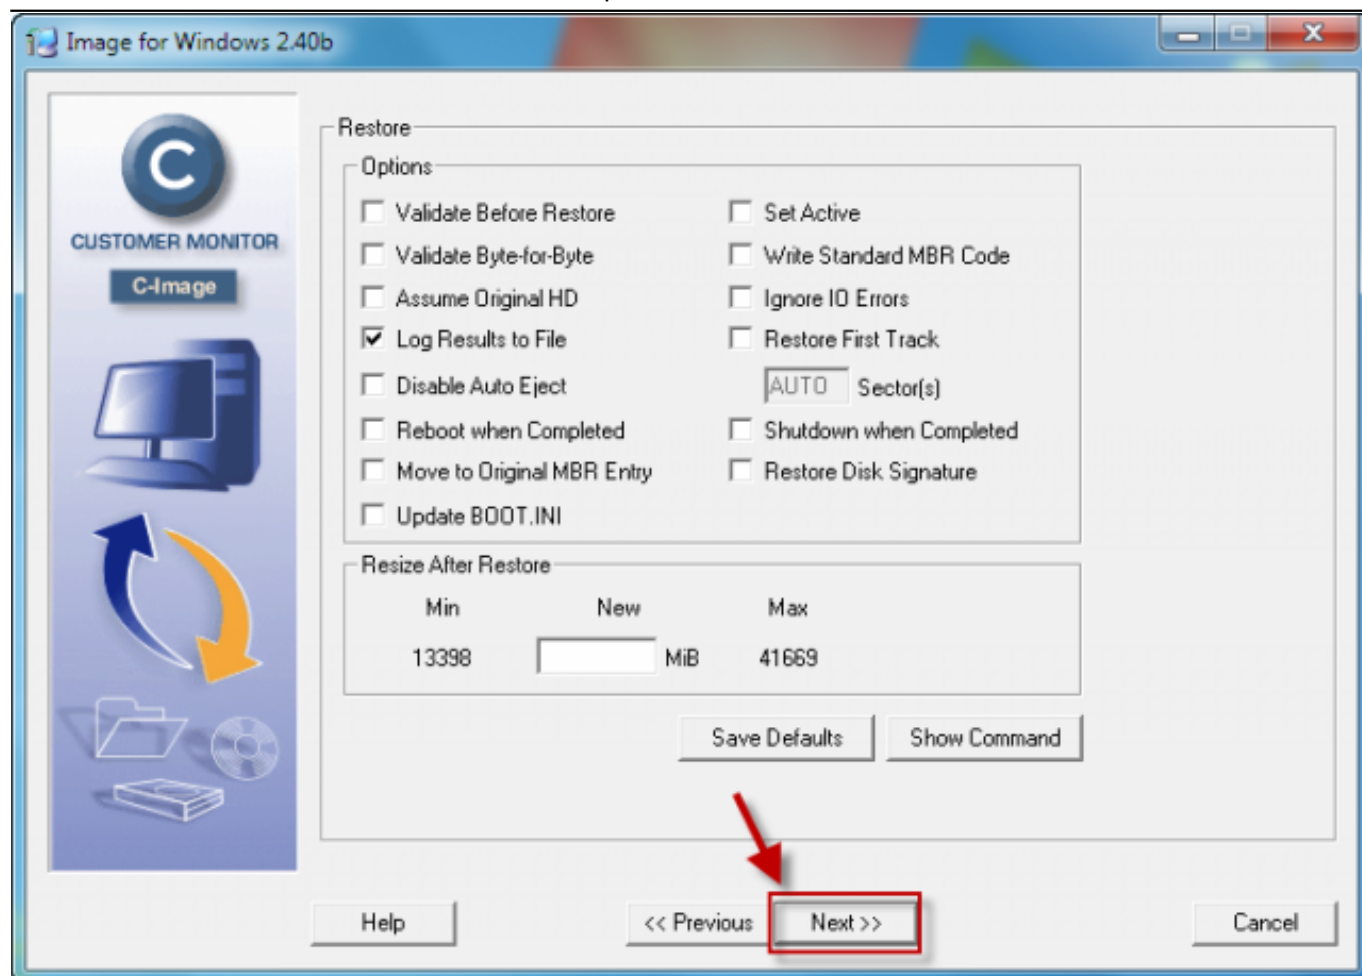 Image for Windows 2.40b
C
CUSTOMER MONITOR
C-Image
Restore
Options
Validate Before Restore
Set Active
Validate Byte-for-Byte
Write Standard MBR Code
Assume Original HD
Ignore IO Errors
Log Results to File
Restore First Track
Disable Auto Eject
AUTO Sector(s)
Reboot when Completed
Shutdown when Completed
Move to Original MBR Entry
Restore Disk Signature
Update BOOT.INI
Resize After Restore
Min New Max
13398 MiB 41669
Save Defaults Show Command
Help << Previous Next >> Cancel